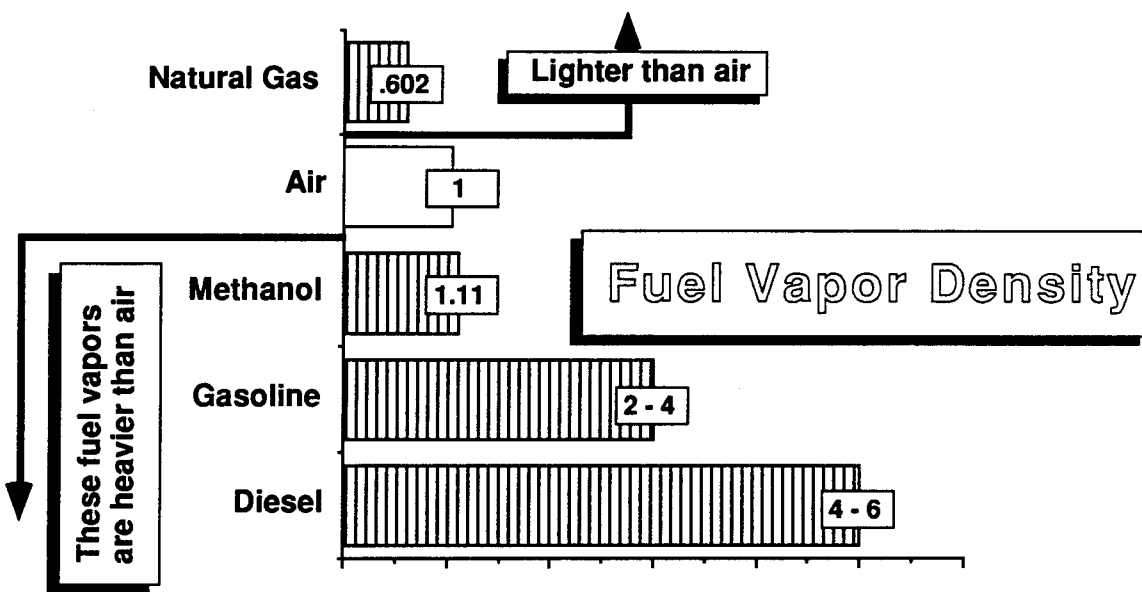 Natural Gas
.602
Lighter than air
Air
1
Methanol
1.11
Fuel Vapor Density
These fuel vapors
are heavier than air
Gasoline
2 - 4
Diesel
4 - 6